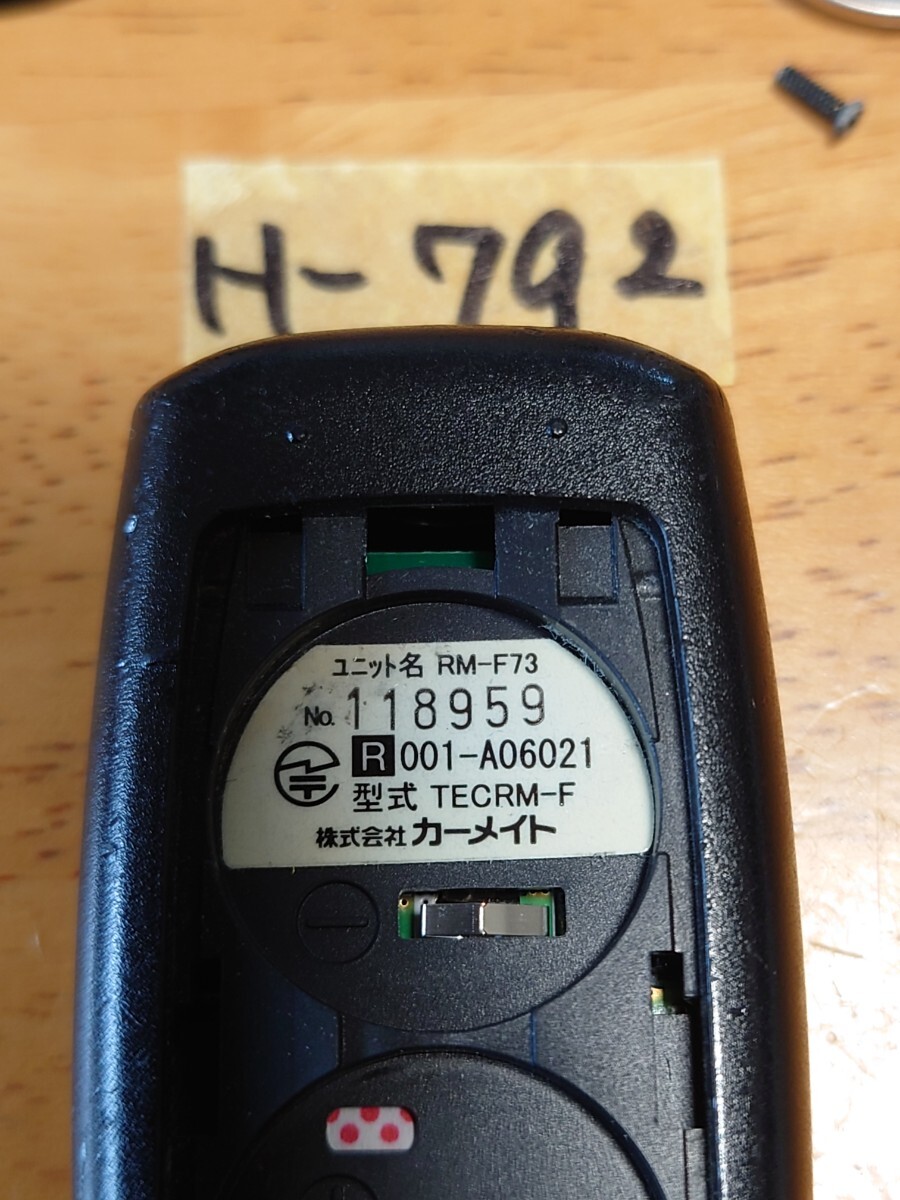 H-792
ユニット名 RM-F73
No. 118959
R 001-A06021
型式 TECRM-F
株式会社 カーメイト